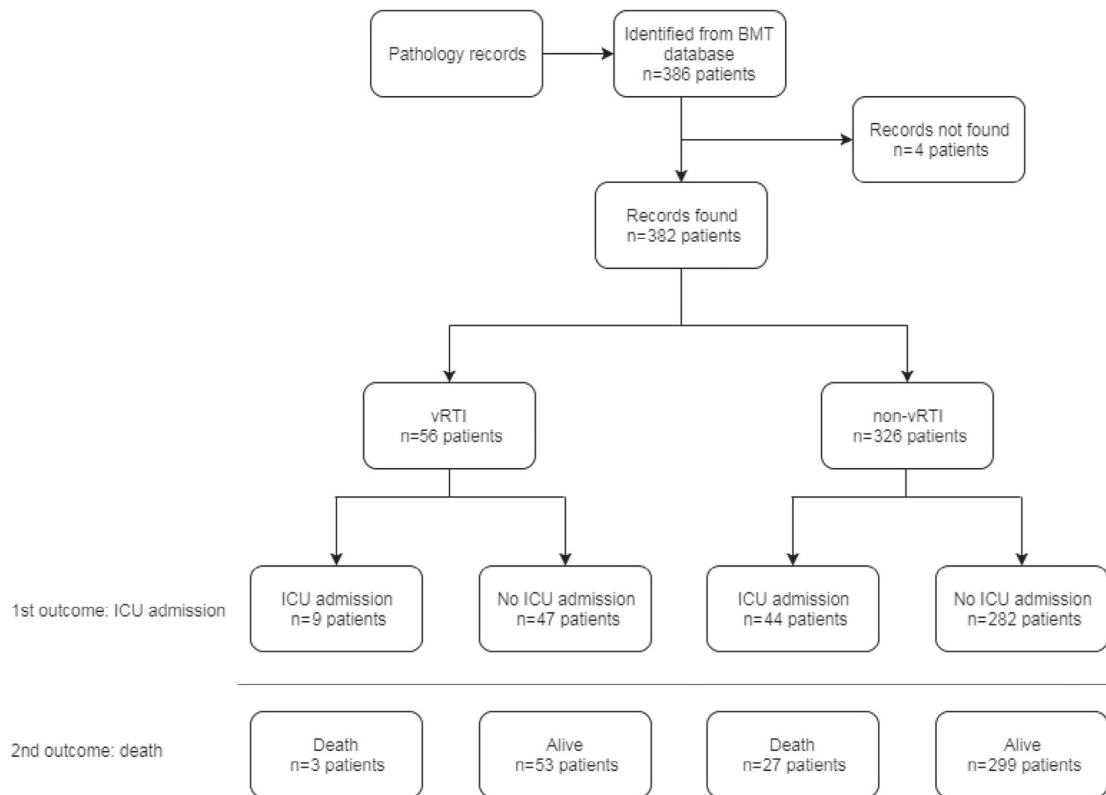 Pathology records
Identified from BMT
database
n=386 patients
Records not found
n=4 patients
Records found
n=382 patients
vRTI
n=56 patients
non-vRTI
n=326 patients
1st outcome: ICU admission
ICU admission
n=9 patients
No ICU admission
n=47 patients
ICU admission
n=44 patients
No ICU admission
n=282 patients
2nd outcome: death
Death
n=3 patients
Alive
n=53 patients
Death
n=27 patients
Alive
n=299 patients